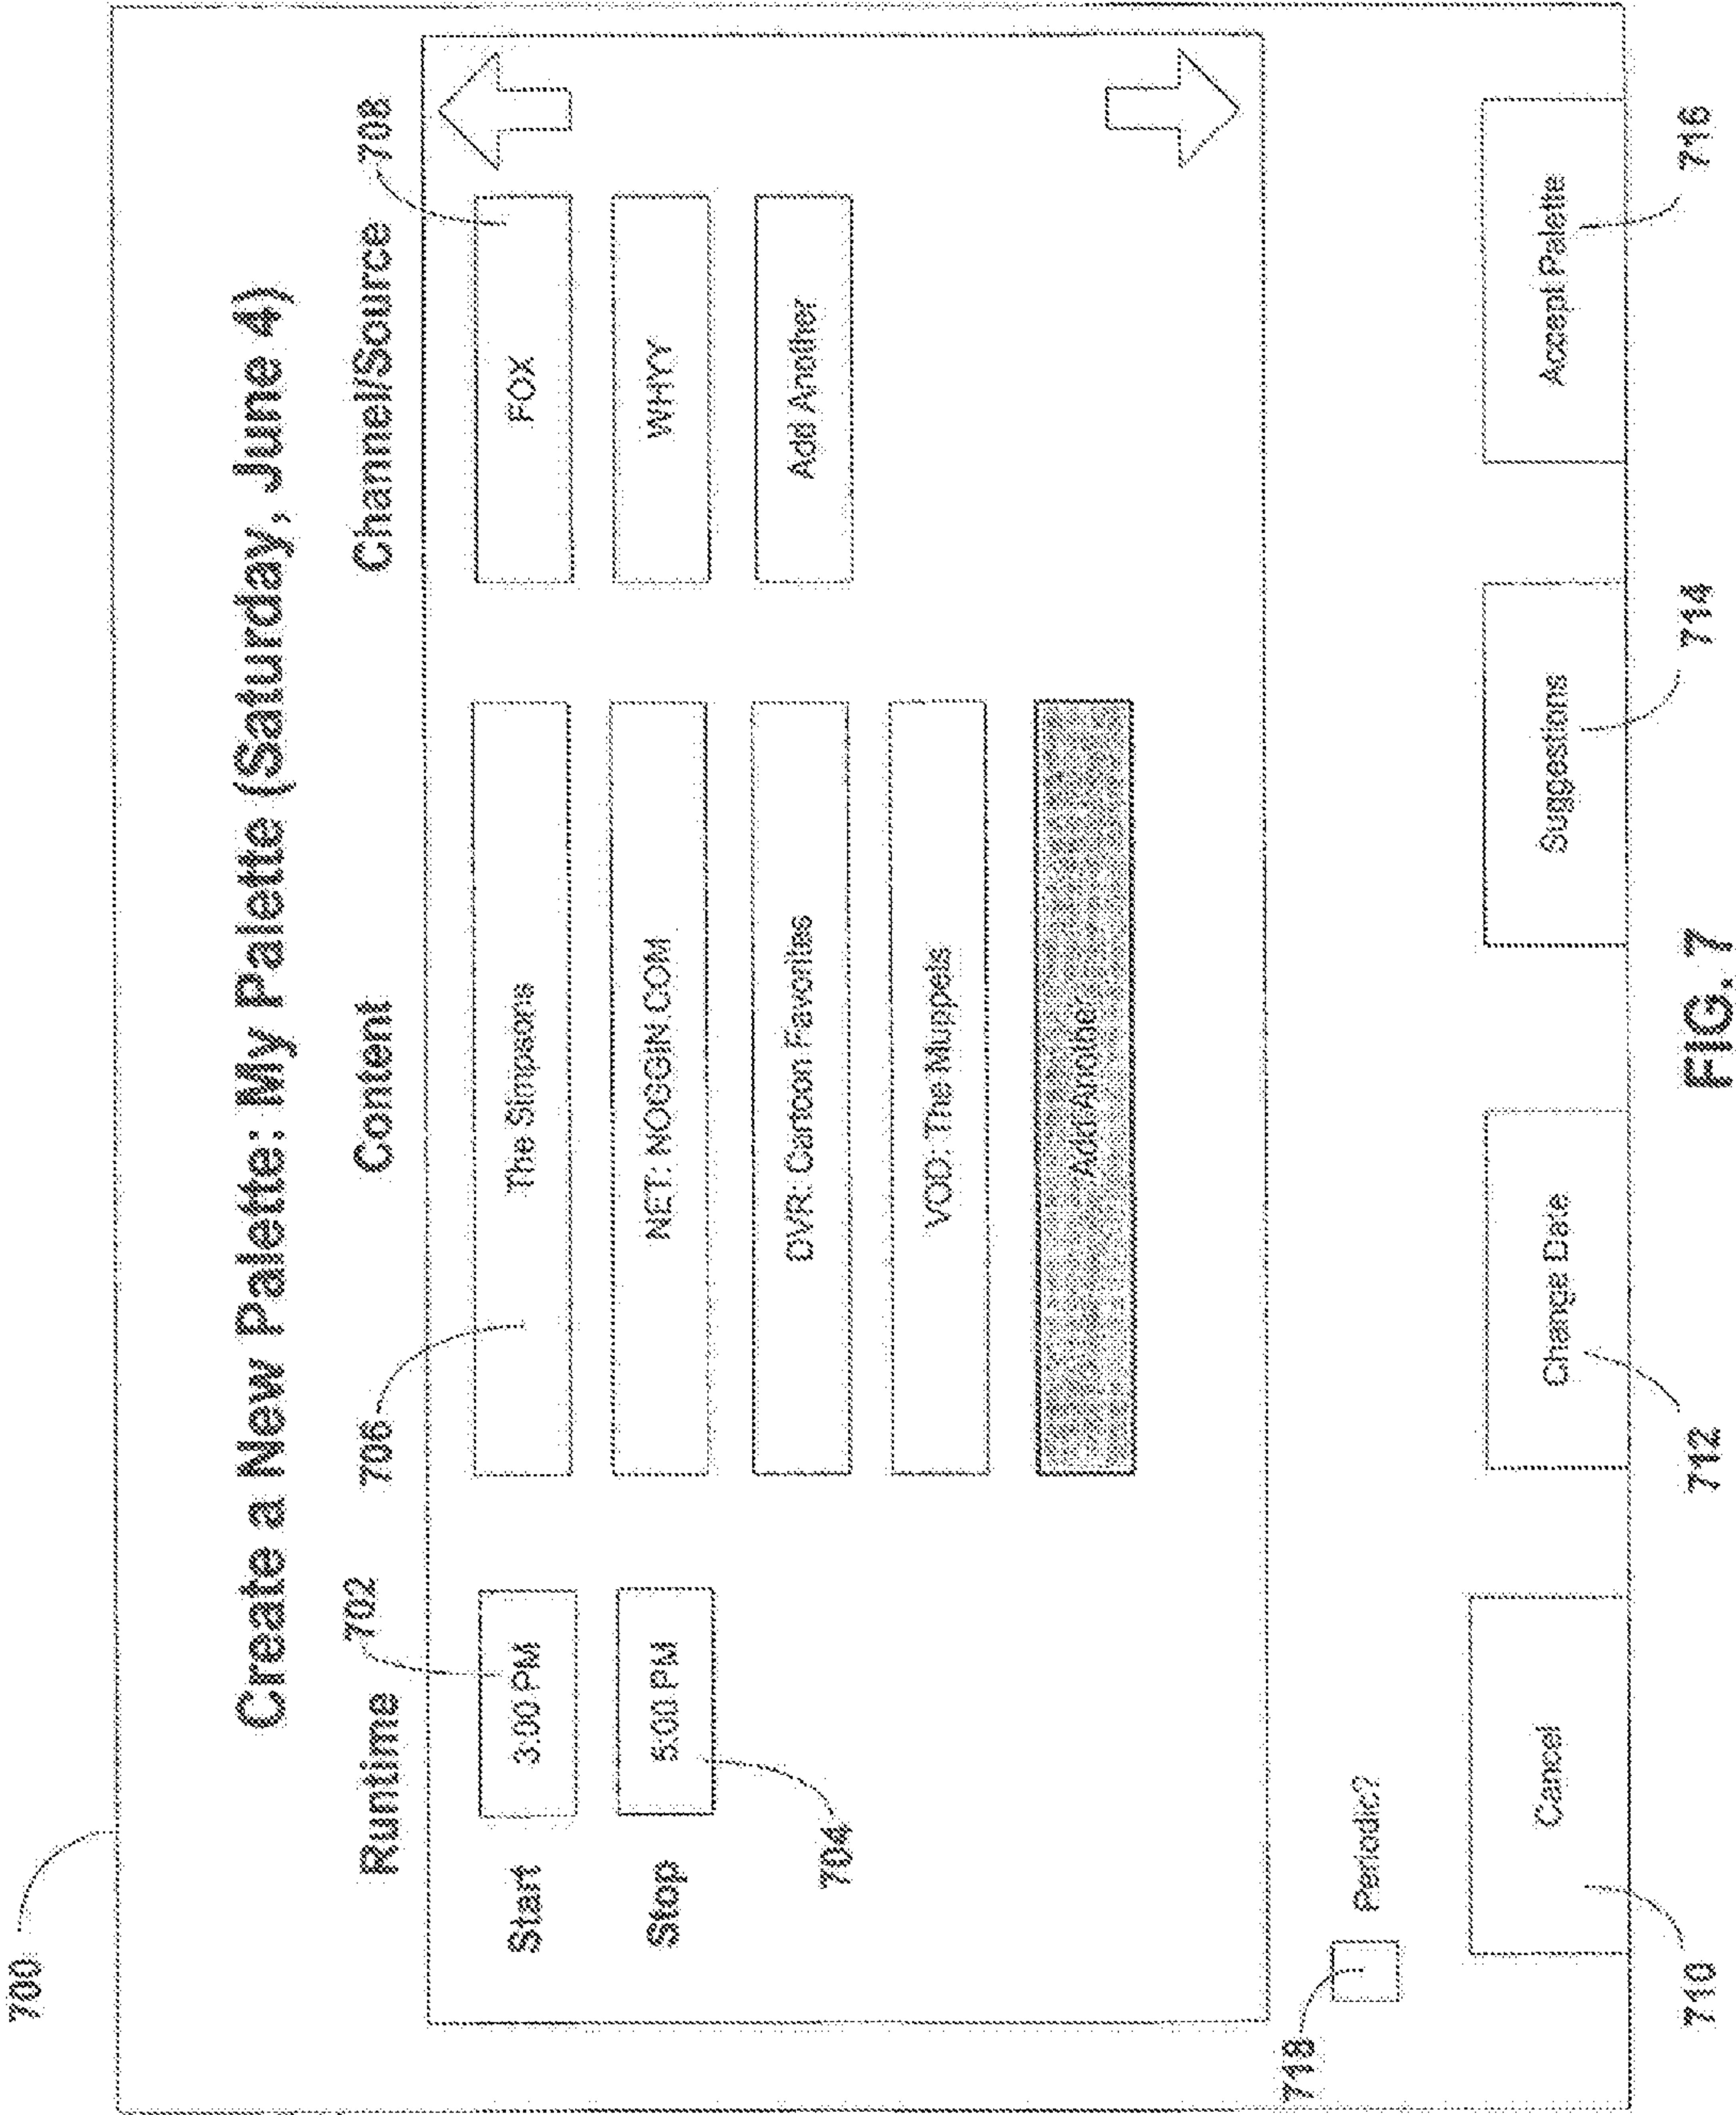 700
Create a New Palette: My Palette (Saturday, June 4)
Runtime
702
706
Content
Channel/Source
708
Start
3:00 PM
The Simpsons
FOX
Stop
5:00 PM
NET: NOGGIN.COM
WHYY
704
DVR: Cartoon Favorites
Add Another
VOD: The Muppets
Add Another
718
Periodic?
Cancel
Change Date
Suggestions
Accept Palette
710
712
714
716
FIG. 7